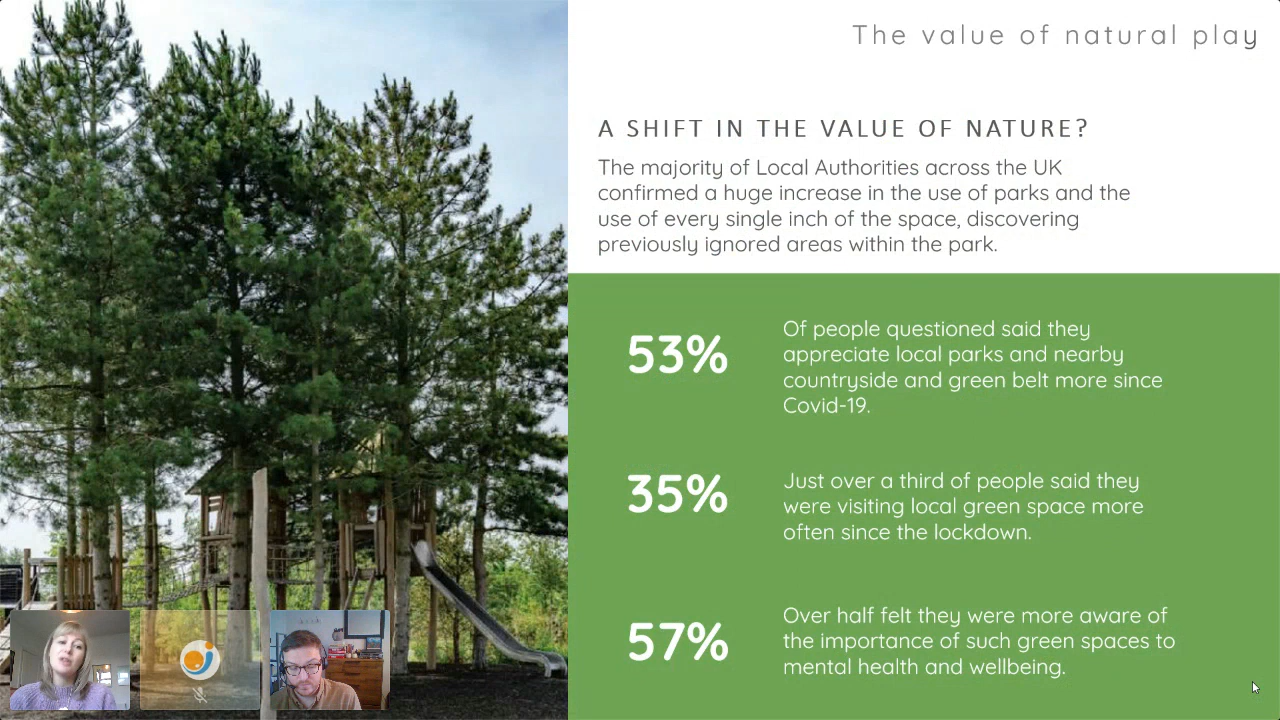 The value of natural play
A SHIFT IN THE VALUE OF NATURE?
The majority of Local Authorities across the UK
confirmed a huge increase in the use of parks and the
use of every single inch of the space, discovering
previously ignored areas within the park.
53%
Of people questioned said they
appreciate local parks and nearby
countryside and green belt more since
Covid-19.
35%
Just over a third of people said they
were visiting local green space more
often since the lockdown.
57%
Over half felt they were more aware of
the importance of such green spaces to
mental health and wellbeing.